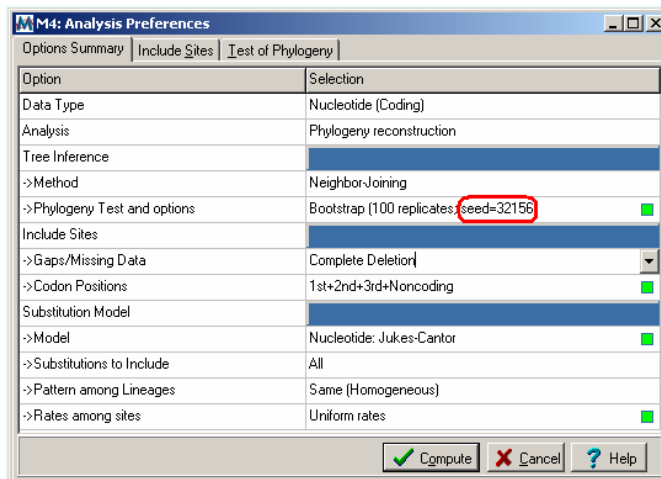 M4: Analysis Preferences
Options Summary Include Sites Test of Phylogeny
Option Selection
Data Type Nucleotide (Coding)
Analysis Phylogeny reconstruction
Tree Inference
->Method Neighbor-Joining
->Phylogeny Test and options Bootstrap (100 replicates; seed=32156
Include Sites
->Gaps/Missing Data Complete Deletion
->Codon Positions 1st+2nd+3rd+Noncoding
Substitution Model
->Model Nucleotide: Jukes-Cantor
->Substitutions to Include All
->Pattern among Lineages Same (Homogeneous)
->Rates among sites Uniform rates
Compute Cancel ? Help